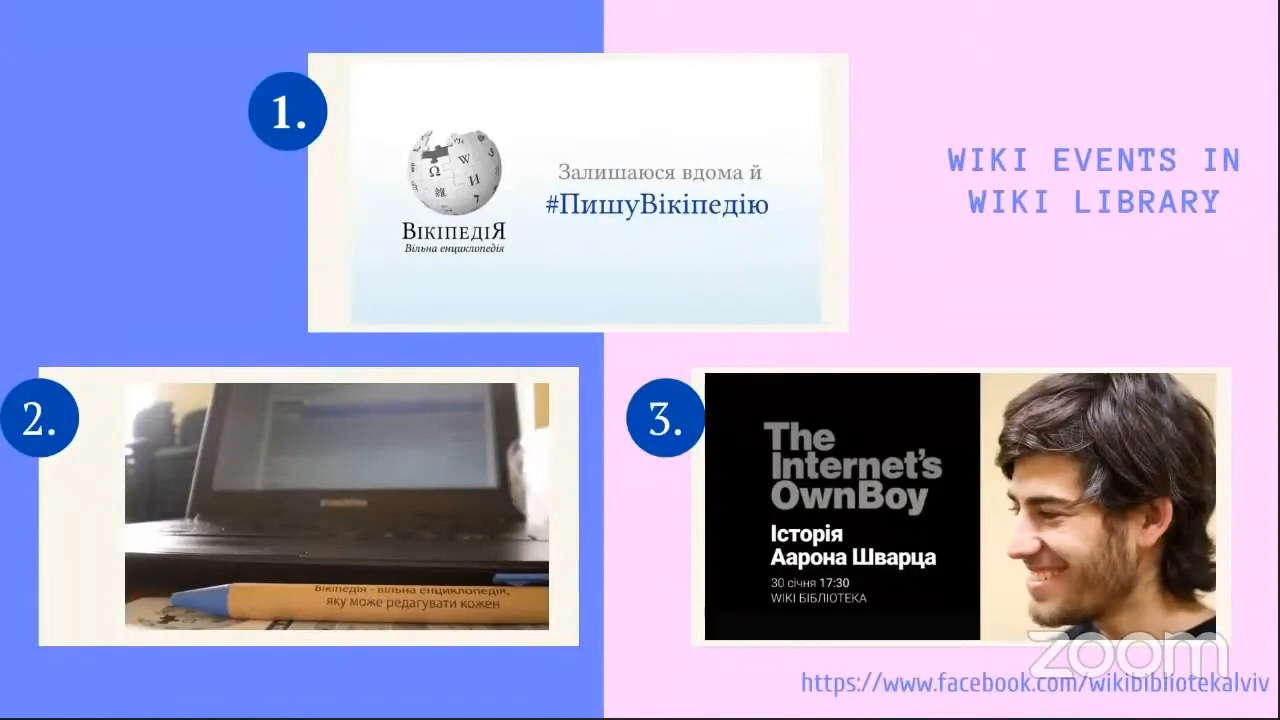 1.
ВІКІПЕДІЯ
Вільна енциклопедія
Залишаюся вдома й
#ПишуВікіпедію
WIKI EVENTS IN
WIKI LIBRARY
2.
Вікіпедія - вільна енциклопедія,
яку може редагувати кожен
3.
The
Internet's
OwnBoy
Історія
Аарона Шварца
30 січня 17:30
WIKI БІБЛІОТЕКА
zoom
https://www.facebook.com/wikibibliotekalviv